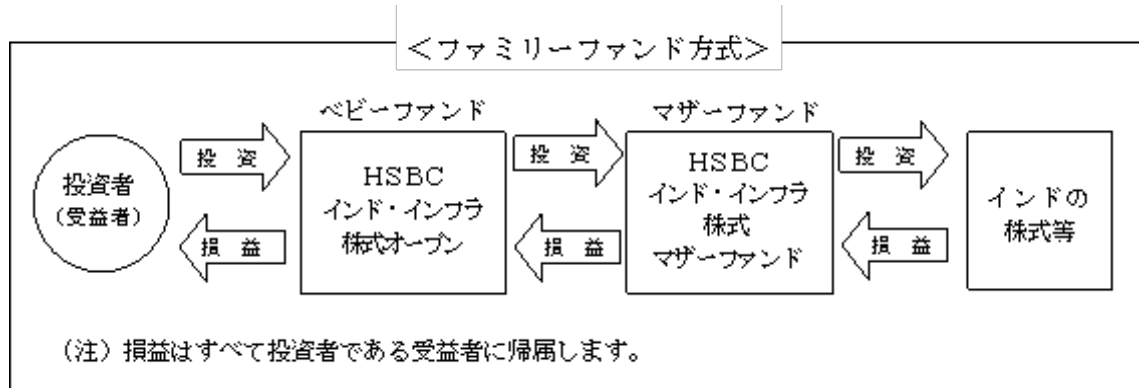 ＜ファミリーファンド方式＞
ベビーファンド
マザーファンド
投資者
（受益者）
投 資
損 益
HSBC
インド・インフラ
株式オープン
投 資
損 益
HSBC
インド・インフラ
株式
マザーファンド
投 資
損 益
インドの
株式等
（注）損益はすべて投資者である受益者に帰属します。